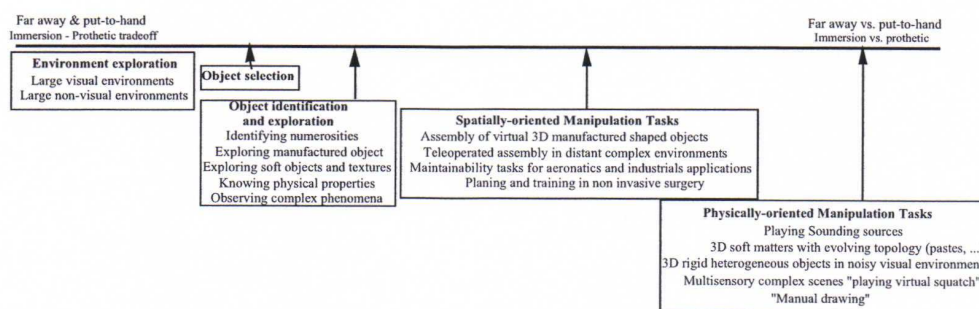 Far away & put-to-hand
Immersion - Prothetic tradeoff
Far away vs. put-to-hand
Immersion vs. prothetic
Environment exploration
Large visual environments
Large non-visual environments
Object selection
Object identification
and exploration
Identifying numerosities
Exploring manufactured object
Exploring soft objects and textures
Knowing physical properties
Observing complex phenomena
Spatially-oriented Manipulation Tasks
Assembly of virtual 3D manufactured shaped objects
Teleoperated assembly in distant complex environments
Maintainability tasks for aeronatics and industrials applications
Planing and training in non invasive surgery
Physically-oriented Manipulation Tasks
Playing Sounding sources
3D soft matters with evolving topology (pastes, ...
3D rigid heterogeneous objects in noisy visual environmen
Multisensory complex scenes "playing virtual squatch"
"Manual drawing"